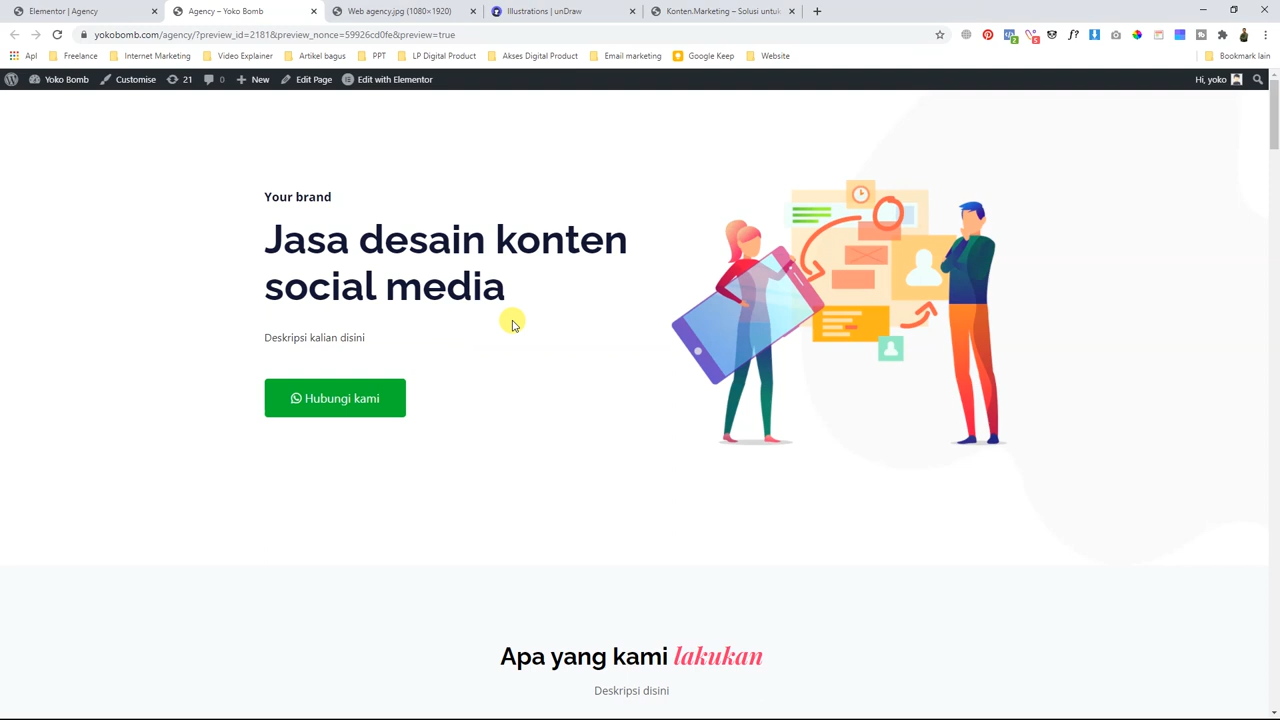 Elementor | Agency
Agency – Yoko Bomb
Web agency.jpg (1080×1920)
Illustrations | unDraw
Konten.Marketing – Solusi untuk
yokobomb.com/agency/?preview_id=2181&preview_nonce=59926cd0fe&preview=true
Apl
Freelance
Internet Marketing
Video Explainer
Artikel bagus
PPT
LP Digital Product
Akses Digital Product
Email marketing
Google Keep
Website
Bookmark lain
Yoko Bomb
Customise
21
0
New
Edit Page
Edit with Elementor
Hi, yoko
Your brand
Jasa desain konten
social media
Deskripsi kalian disini
Hubungi kami
Apa yang kami lakukan
Deskripsi disini